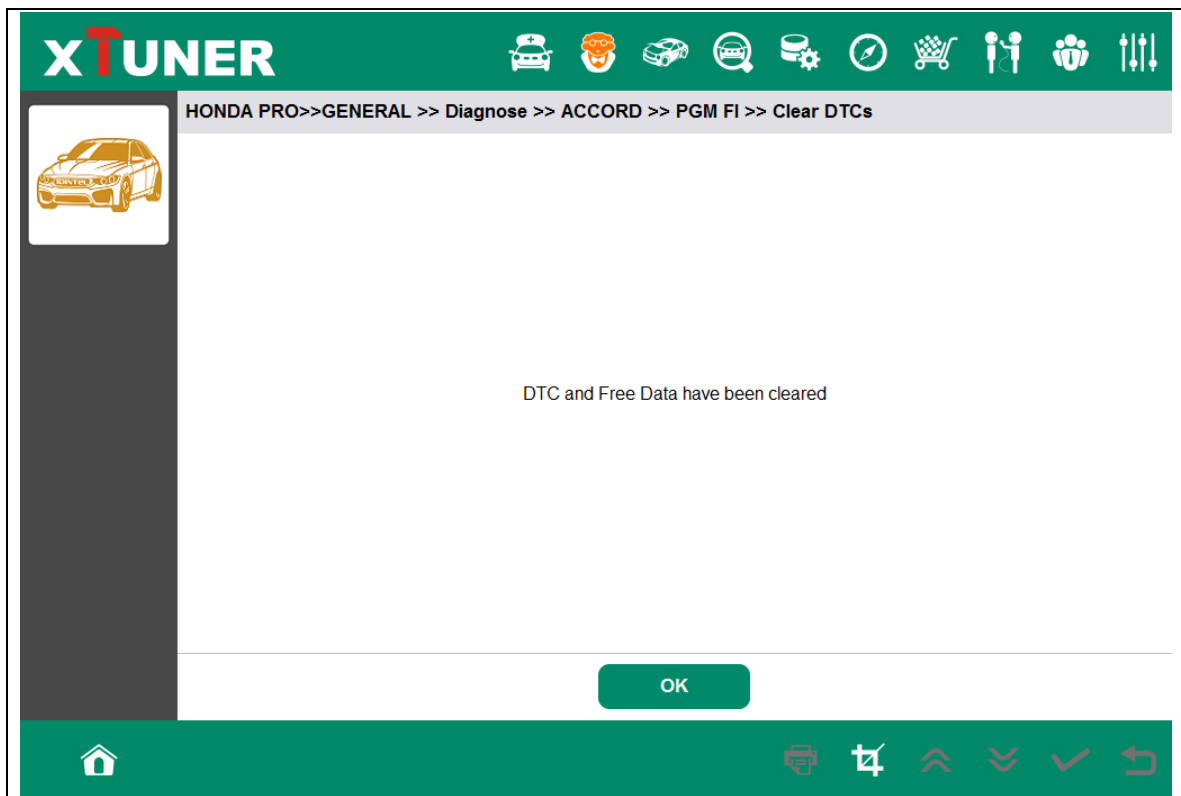 XTUNER
HONDA PRO>>GENERAL >> Diagnose >> ACCORD >> PGM FI >> Clear DTCs
DTC and Free Data have been cleared
OK